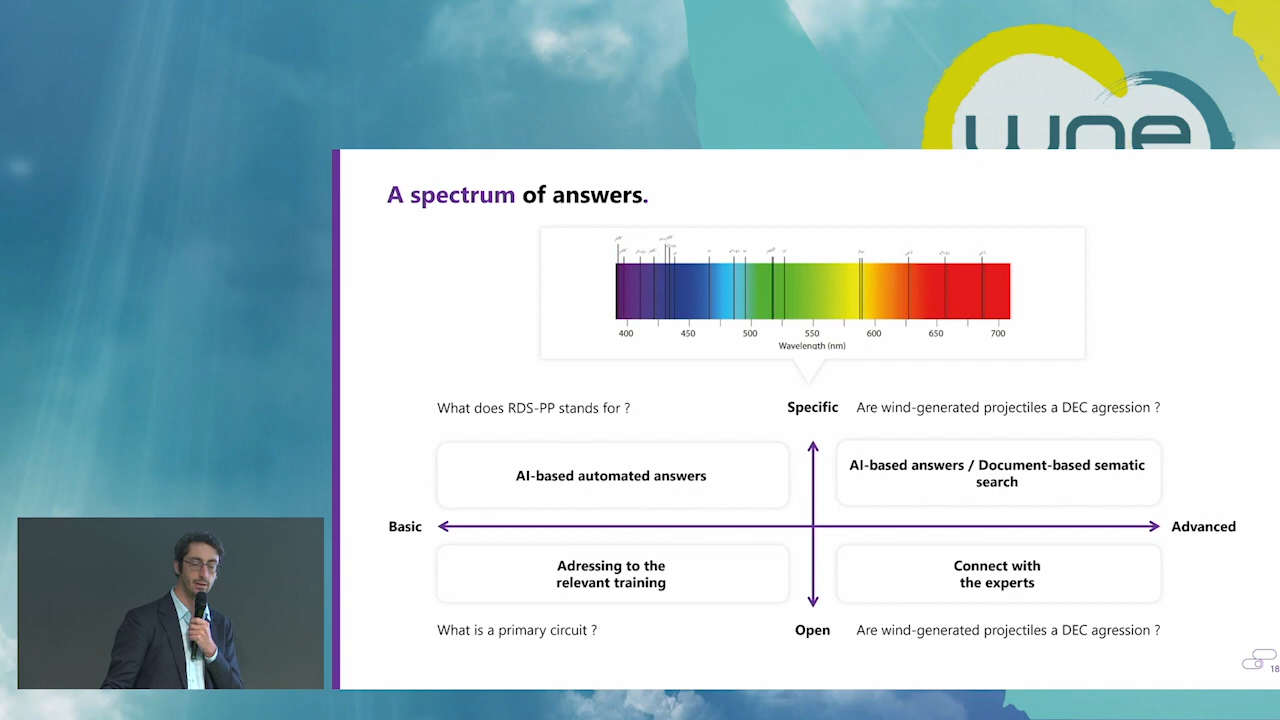 wne
A spectrum of answers.
400 450 500 550 600 650 700
Wavelength (nm)
What does RDS-PP stands for ?
Specific
Are wind-generated projectiles a DEC agression ?
AI-based automated answers
AI-based answers / Document-based sematic
search
Basic
Advanced
Adressing to the
relevant training
Connect with
the experts
What is a primary circuit ?
Open
Are wind-generated projectiles a DEC agression ?
18